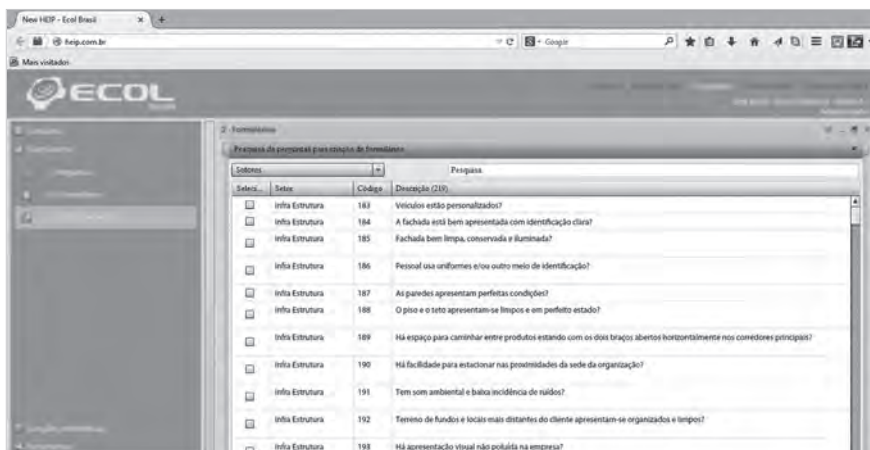 New HEIP - Ecol Brasil
heip.com.br
Google
Mais visitados
ECOL
2 - Formulários
Pesquisa de perguntas para criação de formulários
Setores
Pesquisa
Seleci... Setor Código Descrição (219)
Infra Estrutura 183 Veículos estão personalizados?
Infra Estrutura 184 A fachada está bem apresentada com identificação clara?
Infra Estrutura 185 Fachada bem limpa, conservada e iluminada?
Infra Estrutura 186 Pessoal usa uniformes e/ou outro meio de identificação?
Infra Estrutura 187 As paredes apresentam perfeitas condições?
Infra Estrutura 188 O piso e o teto apresentam-se limpos e em perfeito estado?
Infra Estrutura 189 Há espaço para caminhar entre produtos estando com os dois braços abertos horizontalmente nos corredores principais?
Infra Estrutura 190 Há facilidade para estacionar nas proximidades da sede da organização?
Infra Estrutura 191 Tem som ambiental e baixa incidência de ruídos?
Infra Estrutura 192 Terreno de fundos e locais mais distantes do cliente apresentam-se organizados e limpos?
Infra Estrutura 193 Há apresentação visual não poluída na empresa?